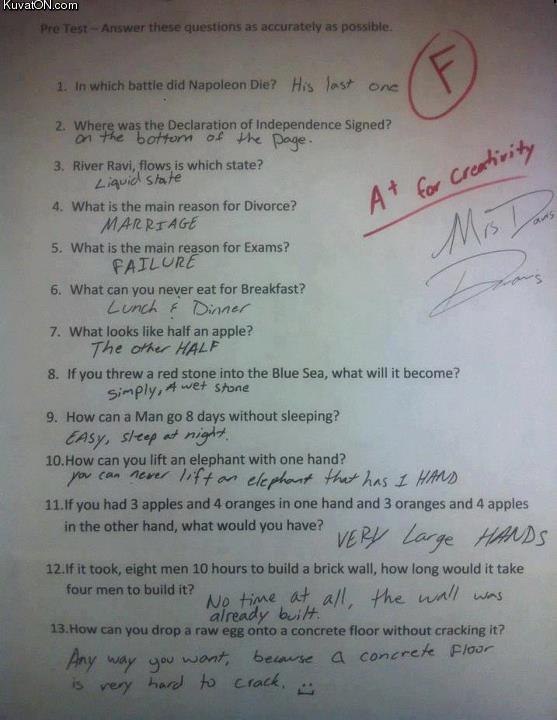 KuvatON.com
Pre Test – Answer these questions as accurately as possible.
F
1. In which battle did Napoleon Die? His last one
2. Where was the Declaration of Independence Signed?
on the bottom of the page.
3. River Ravi, flows is which state?
Liquid state
A+ for Creativity
4. What is the main reason for Divorce?
MARRIAGE
Mrs Davis
5. What is the main reason for Exams?
FAILURE
6. What can you never eat for Breakfast?
Lunch & Dinner
7. What looks like half an apple?
The other HALF
8. If you threw a red stone into the Blue Sea, what will it become?
simply, A wet stone
9. How can a Man go 8 days without sleeping?
EASY, sleep at night.
10.How can you lift an elephant with one hand?
you can never lift an elephant that has 1 HAND
11.If you had 3 apples and 4 oranges in one hand and 3 oranges and 4 apples
in the other hand, what would you have? VERY Large HANDS
12.If it took, eight men 10 hours to build a brick wall, how long would it take
four men to build it? No time at all, the wall was
already built.
13.How can you drop a raw egg onto a concrete floor without cracking it?
Any way you want, because a concrete Floor
is very hard to crack.